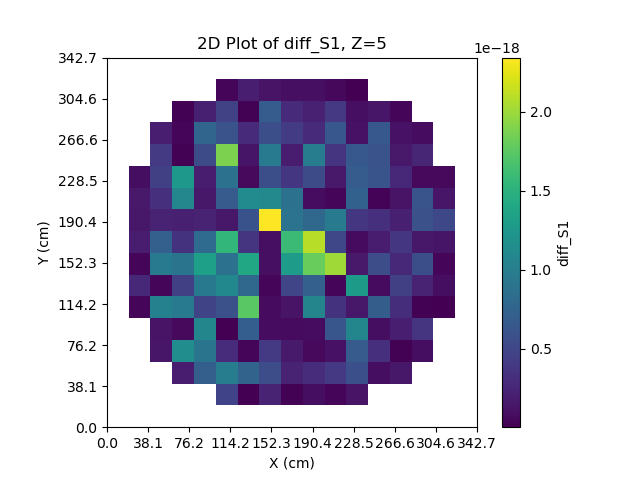 2D Plot of diff_S1, Z=5
1e−18
342.7
304.6
266.6
228.5
190.4
152.3
114.2
76.2
38.1
0.0
Y (cm)
0.0 38.1 76.2 114.2 152.3 190.4 228.5 266.6 304.6 342.7
X (cm)
2.0
1.5
1.0
0.5
diff_S1